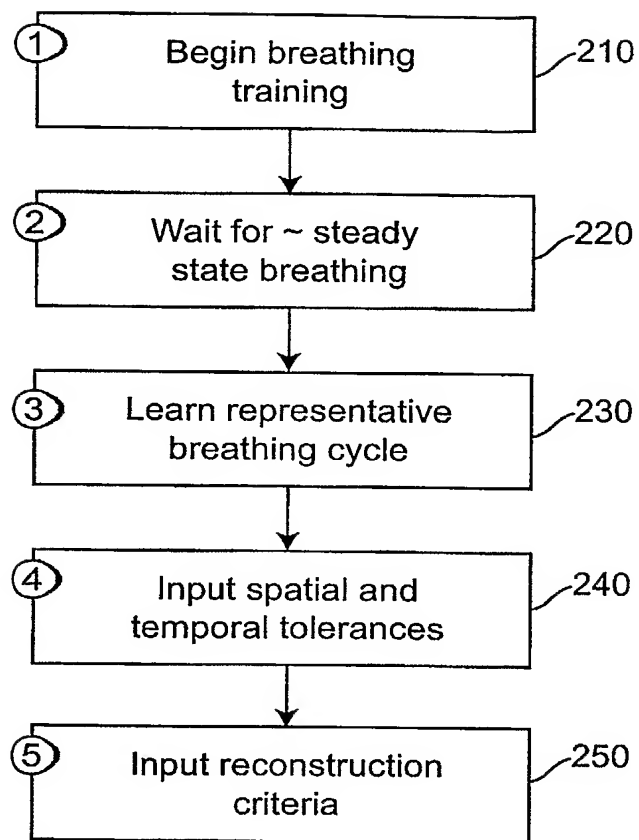 1
Begin breathing
training
210
2
Wait for ~ steady
state breathing
220
3
Learn representative
breathing cycle
230
4
Input spatial and
temporal tolerances
240
5
Input reconstruction
criteria
250